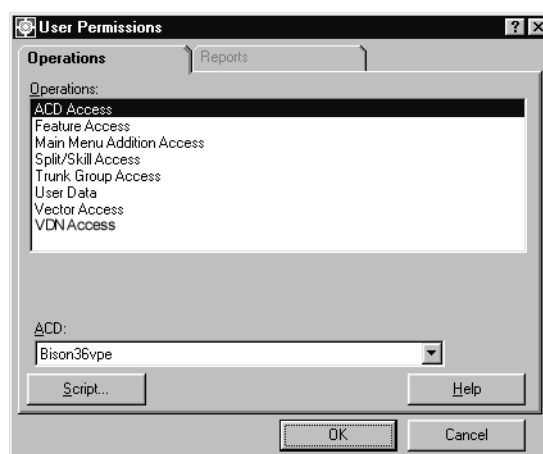 User Permissions
Operations Reports
Operations:
ACD Access
Feature Access
Main Menu Addition Access
Split/Skill Access
Trunk Group Access
User Data
Vector Access
VDN Access
ACD:
Bison36vpe
Script... Help
OK Cancel